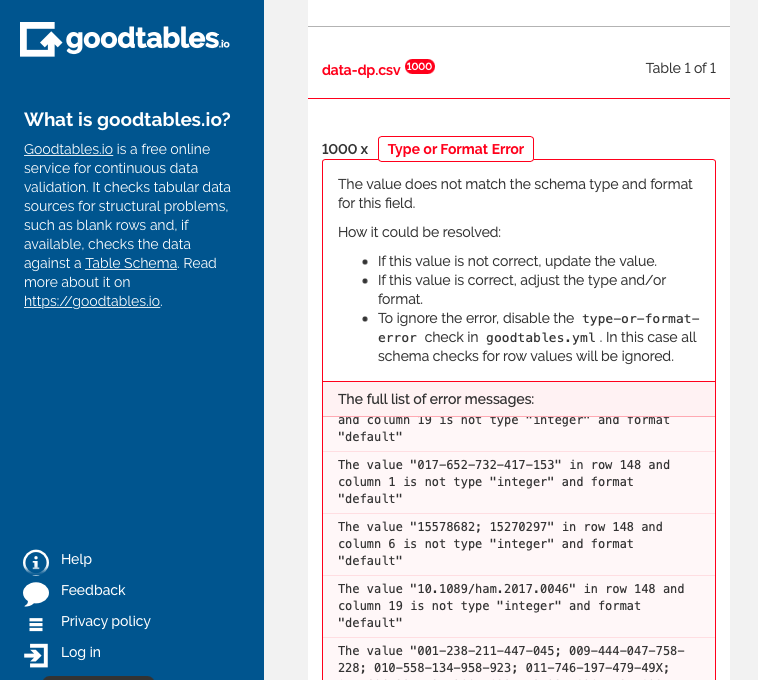 goodtables.io
What is goodtables.io?
Goodtables.io is a free online
service for continuous data
validation. It checks tabular data
sources for structural problems,
such as blank rows and, if
available, checks the data
against a Table Schema. Read
more about it on
https://goodtables.io.
Help
Feedback
Privacy policy
Log in
data-dp.csv 1000
Table 1 of 1
1000 x Type or Format Error
The value does not match the schema type and format
for this field.
How it could be resolved:
• If this value is not correct, update the value.
• If this value is correct, adjust the type and/or
format.
• To ignore the error, disable the type-or-format-
error check in goodtables.yml . In this case all
schema checks for row values will be ignored.
The full list of error messages:
and column 19 is not type "integer" and format
"default"
The value "017-652-732-417-153" in row 148 and
column 1 is not type "integer" and format
"default"
The value "15578682; 15270297" in row 148 and
column 6 is not type "integer" and format
"default"
The value "10.1089/ham.2017.0046" in row 148 and
column 19 is not type "integer" and format
"default"
The value "001-238-211-447-045; 009-444-047-758-
228; 010-558-134-958-923; 011-746-197-479-49X;